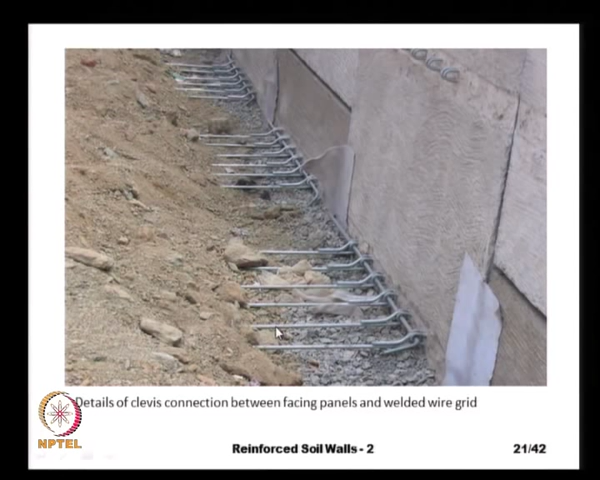 Details of clevis connection between facing panels and welded wire grid
NPTEL
Reinforced Soil Walls - 2
21/42